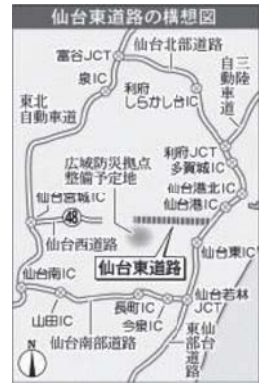 仙台東道路の構想図
富谷JCT
仙台北部道路
泉IC
利府
しらかし台IC
三陸
自動車道
東北
自動車道
利府JCT
多賀城IC
広域防災拠点
整備予定地
仙台港北IC
仙台港IC
仙台宮城IC
48
仙台西道路
仙台東IC
仙台東道路
仙台南IC
仙台若林
JCT
長町IC
今泉IC
山田IC
仙台南部道路
仙台
東部道路
N